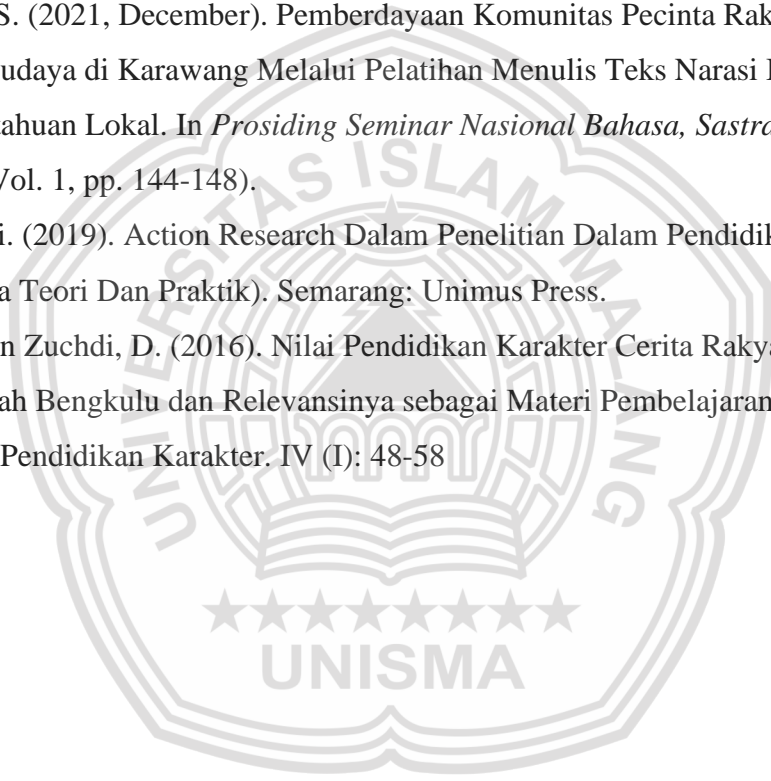 S. (2021, December). Pemberdayaan Komunitas Pecinta Rak
udaya di Karawang Melalui Pelatihan Menulis Teks Narasi
tahuan Lokal. In Prosiding Seminar Nasional Bahasa, Sastra
Vol. 1, pp. 144-148).
i. (2019). Action Research Dalam Penelitian Dalam Pendidik
a Teori Dan Praktik). Semarang: Unimus Press.
n Zuchdi, D. (2016). Nilai Pendidikan Karakter Cerita Rakya
ah Bengkulu dan Relevansinya sebagai Materi Pembelajaran
Pendidikan Karakter. IV (I): 48-58
UNIVERSITAS ISLAM MALANG
UNISMA